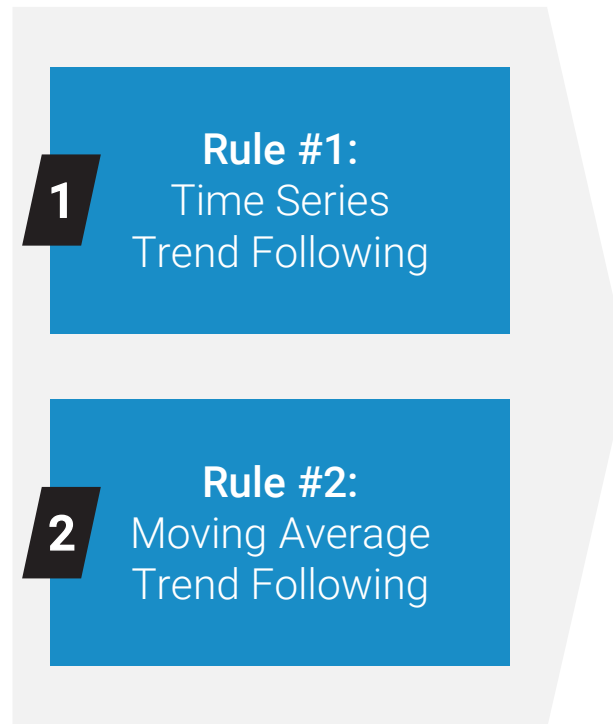 1
Rule #1:
Time Series
Trend Following
2
Rule #2:
Moving Average
Trend Following